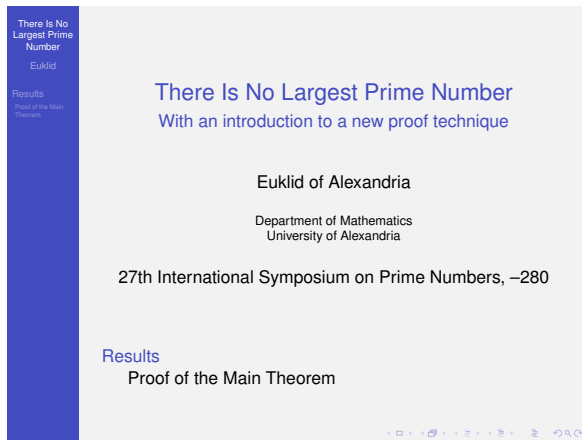 There Is No
Largest Prime
Number
Euklid
Results
Proof of the Main
Theorem
There Is No Largest Prime Number
With an introduction to a new proof technique
Euklid of Alexandria
Department of Mathematics
University of Alexandria
27th International Symposium on Prime Numbers, –280
Results
Proof of the Main Theorem